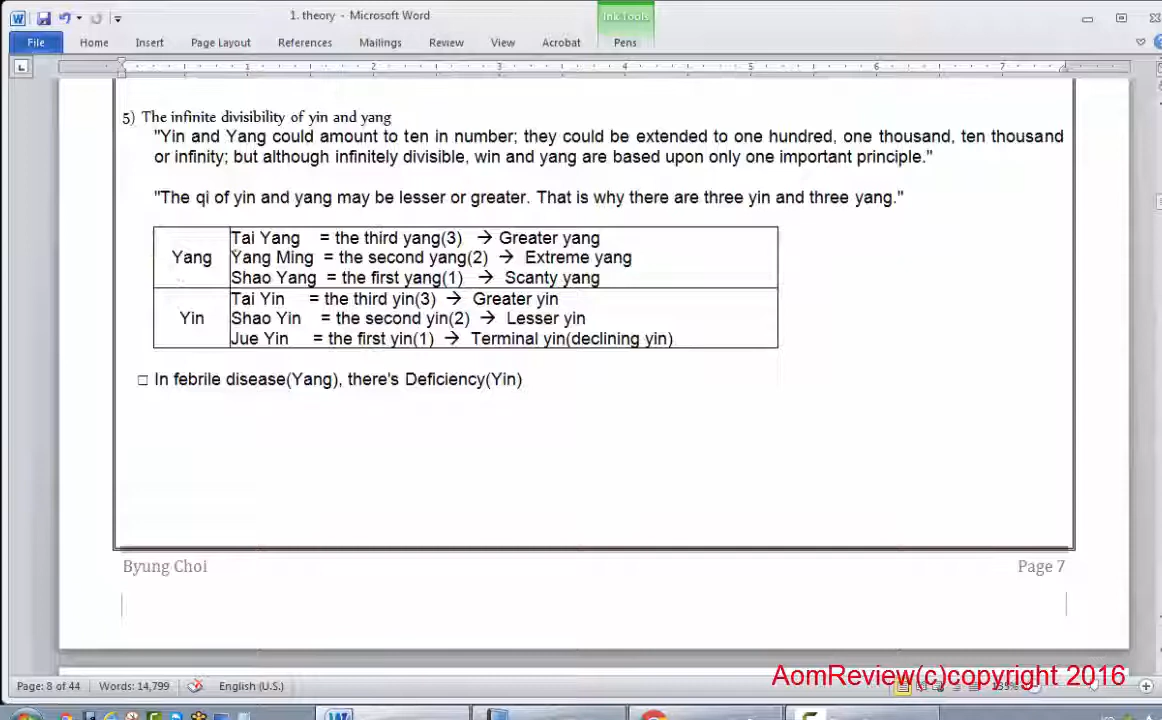 1. theory - Microsoft Word
Ink Tools
File Home Insert Page Layout References Mailings Review View Acrobat Pens
1 2 3 4 5 6 7
5) The infinite divisibility of yin and yang
"Yin and Yang could amount to ten in number; they could be extended to one hundred, one thousand, ten thousand
or infinity; but although infinitely divisible, win and yang are based upon only one important principle."
"The qi of yin and yang may be lesser or greater. That is why there are three yin and three yang."
Yang
Tai Yang = the third yang(3) → Greater yang
Yang Ming = the second yang(2) → Extreme yang
Shao Yang = the first yang(1) → Scanty yang
Yin
Tai Yin = the third yin(3) → Greater yin
Shao Yin = the second yin(2) → Lesser yin
Jue Yin = the first yin(1) → Terminal yin(declining yin)
□ In febrile disease(Yang), there's Deficiency(Yin)
Byung Choi Page 7
AomReview(c)copyright 2016
Page: 8 of 44 Words: 14,799 English (U.S.)